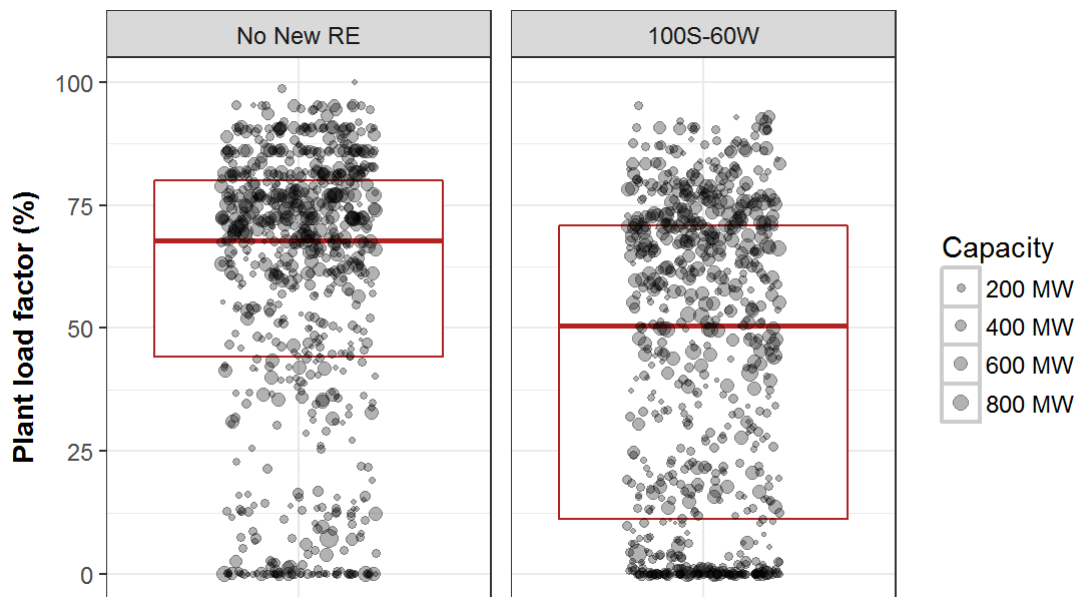 No New RE
100S-60W
Plant load factor (%)
100
75
50
25
0
Capacity
200 MW
400 MW
600 MW
800 MW